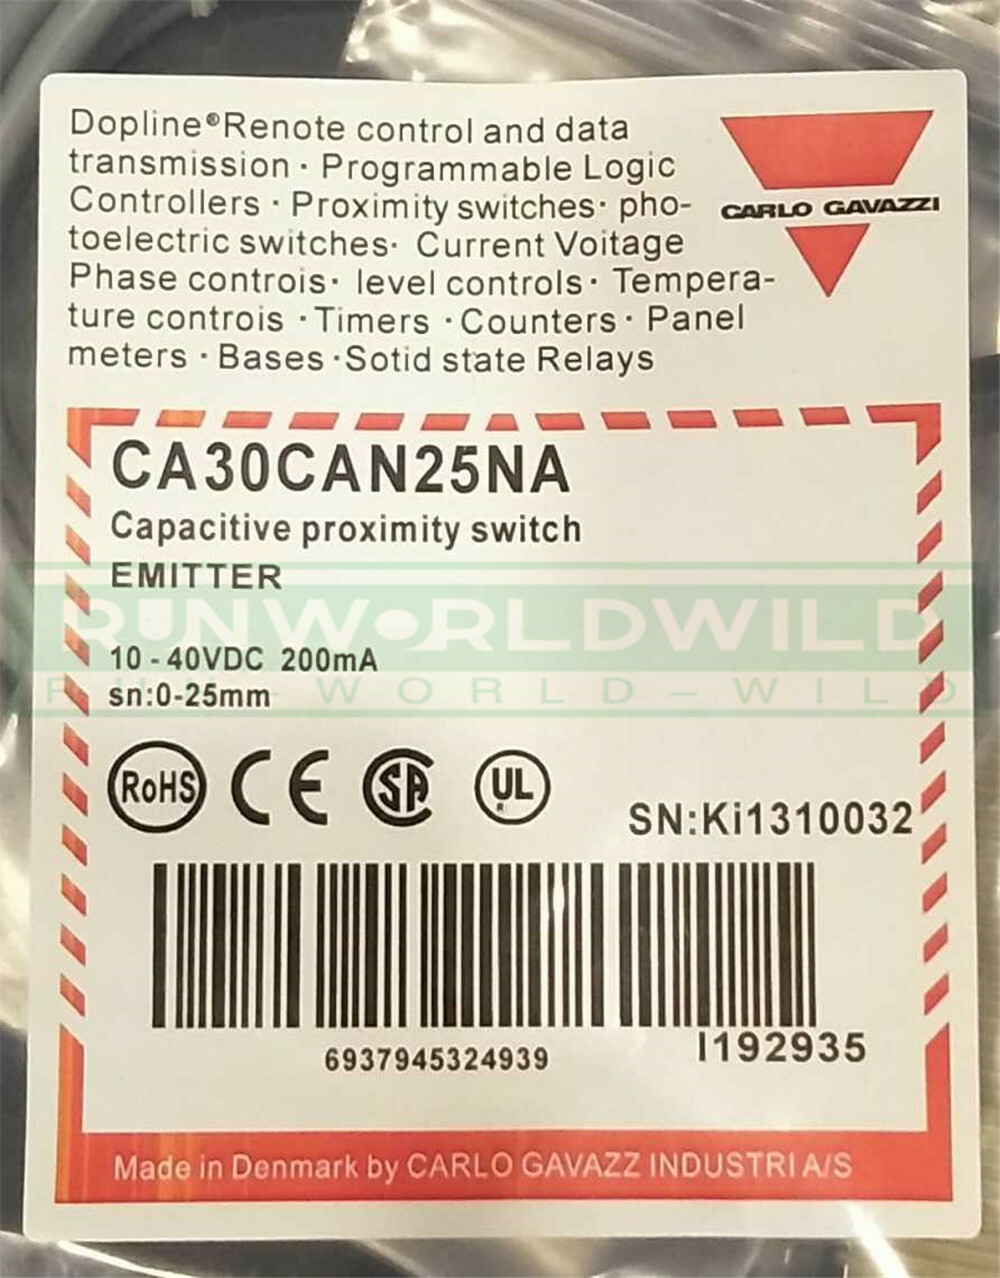 Dopline®Renote control and data
transmission · Programmable Logic
Controllers · Proximity switches· pho-
toelectric switches· Current Voitage
Phase controis· level controls· Tempera-
ture controis ·Timers ·Counters· Panel
meters ·Bases ·Sotid state Relays
CARLO GAVAZZI
CA30CAN25NA
Capacitive proximity switch
EMITTER
RUNWORLDWILD
10-40VDC 200mA
RUN-WORLD-WILD
sn:0-25mm
RoHS CE SA UL
SN:Ki1310032
6937945324939
I192935
Made in Denmark by CARLO GAVAZZ INDUSTRI A/S